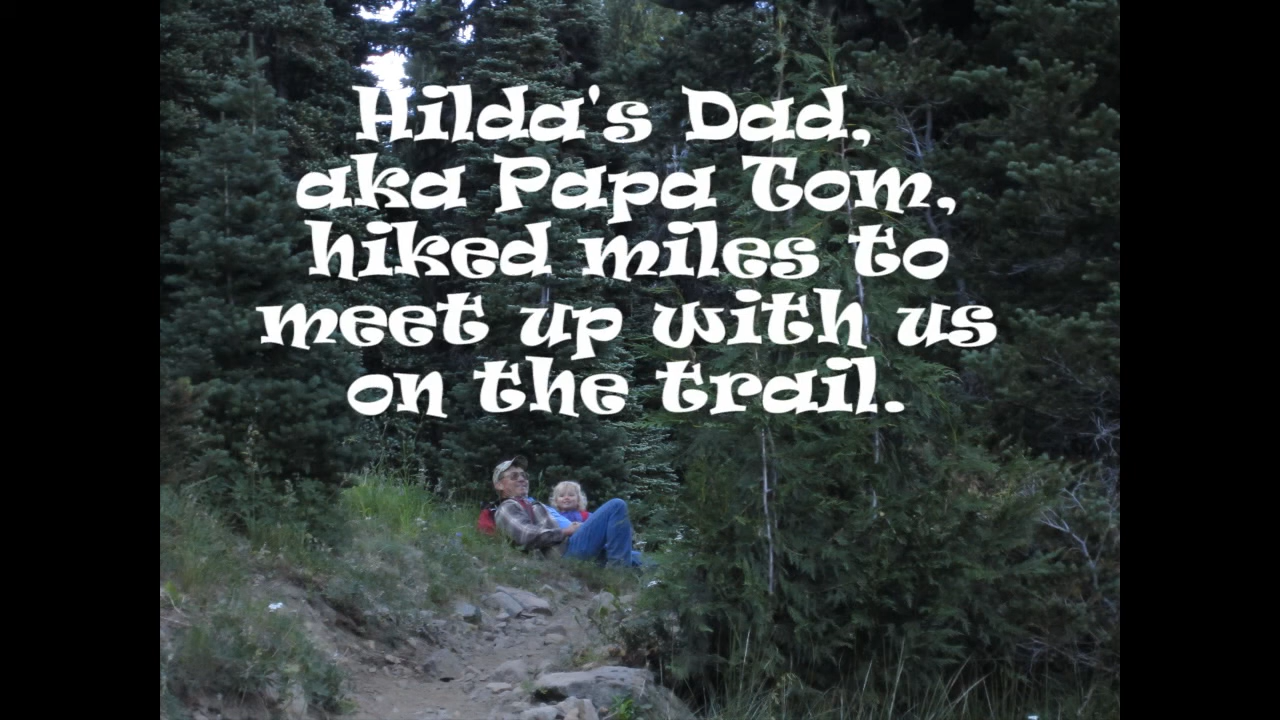 Hilda's Dad,
aka Papa Tom,
hiked miles to
meet up with us
on the trail.